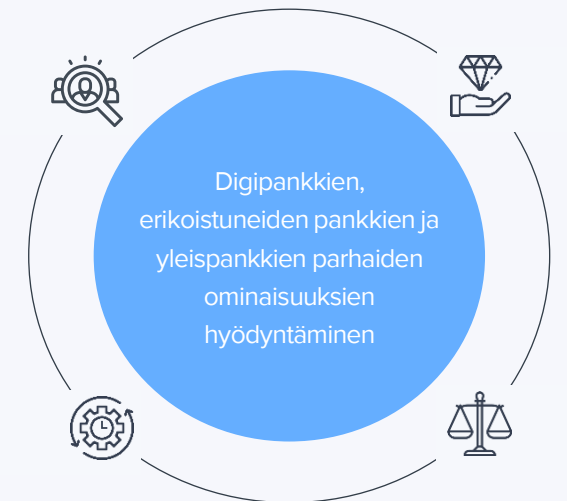 Digipankkien,
erikoistuneiden pankkien ja
yleispankkien parhaiden
ominaisuuksien
hyödyntäminen